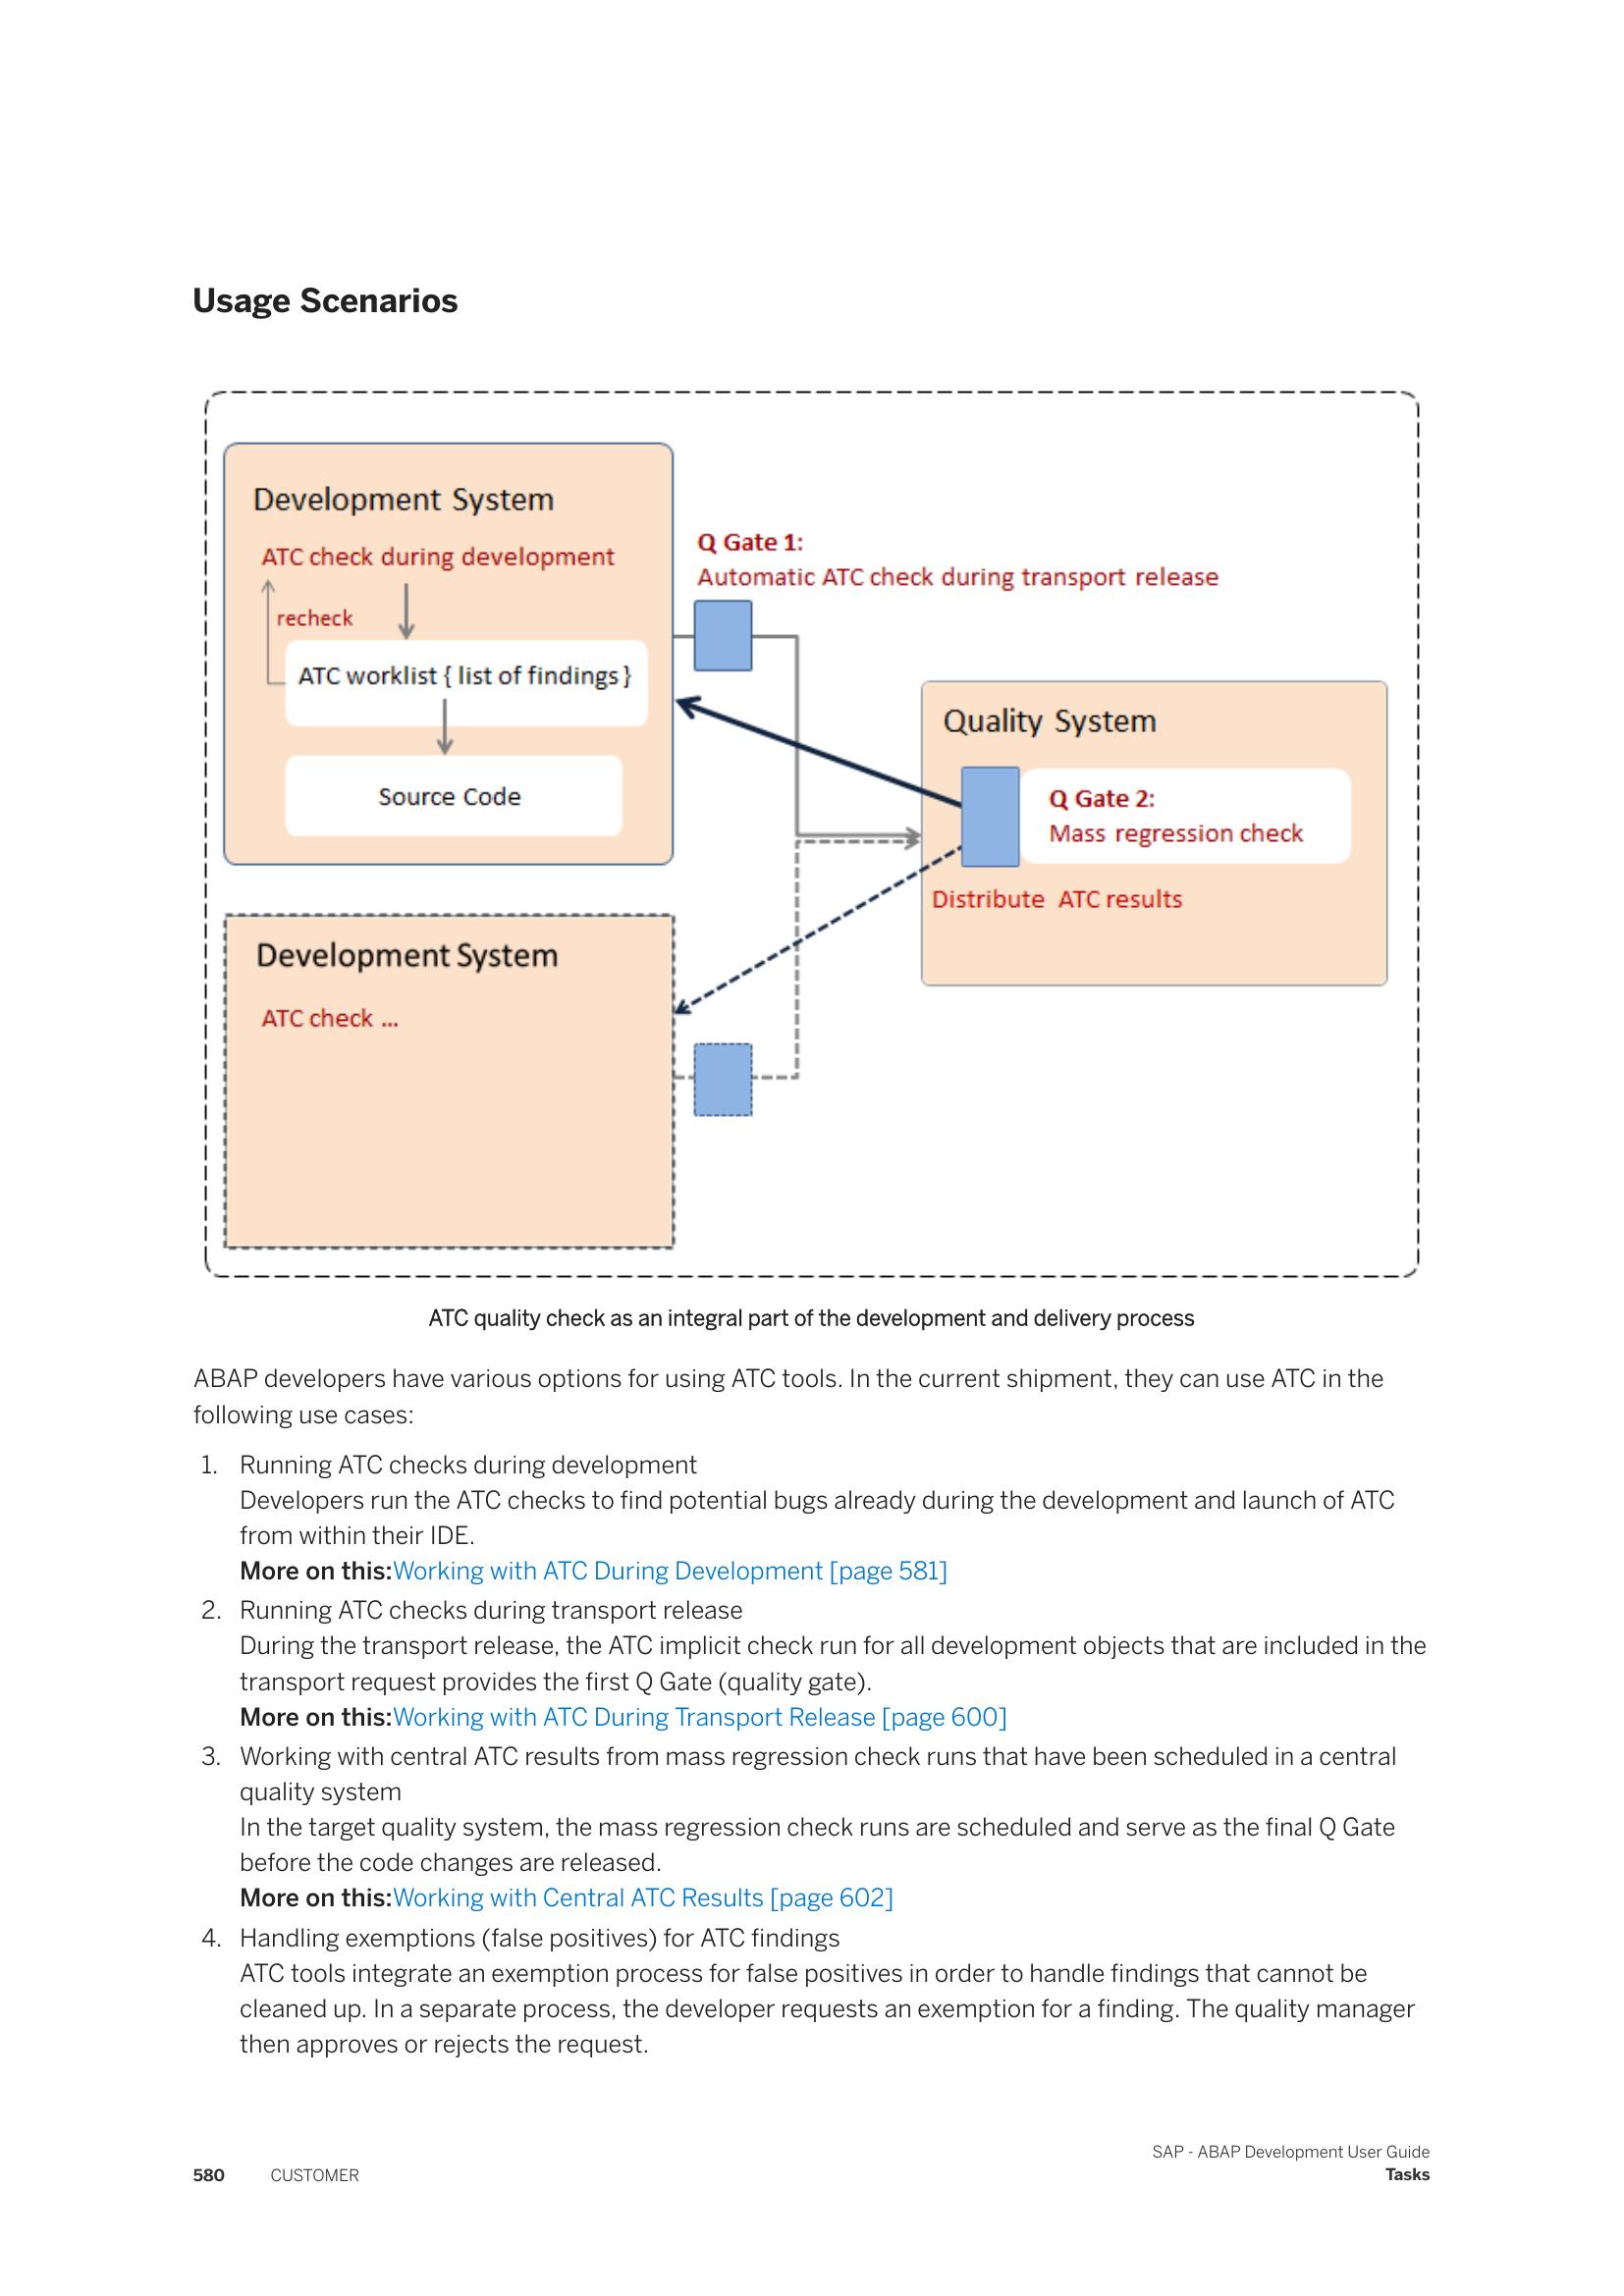 Usage Scenarios
Development System
ATC check during development
recheck
ATC worklist { list of findings }
Source Code
Q Gate 1:
Automatic ATC check during transport release
Quality System
Q Gate 2:
Mass regression check
Distribute ATC results
Development System
ATC check ...
ATC quality check as an integral part of the development and delivery process
ABAP developers have various options for using ATC tools. In the current shipment, they can use ATC in the
following use cases:
1. Running ATC checks during development
Developers run the ATC checks to find potential bugs already during the development and launch of ATC
from within their IDE.
More on this:Working with ATC During Development [page 581]
2. Running ATC checks during transport release
During the transport release, the ATC implicit check run for all development objects that are included in the
transport request provides the first Q Gate (quality gate).
More on this:Working with ATC During Transport Release [page 600]
3. Working with central ATC results from mass regression check runs that have been scheduled in a central
quality system
In the target quality system, the mass regression check runs are scheduled and serve as the final Q Gate
before the code changes are released.
More on this:Working with Central ATC Results [page 602]
4. Handling exemptions (false positives) for ATC findings
ATC tools integrate an exemption process for false positives in order to handle findings that cannot be
cleaned up. In a separate process, the developer requests an exemption for a finding. The quality manager
then approves or rejects the request.
SAP - ABAP Development User Guide
580 CUSTOMER Tasks